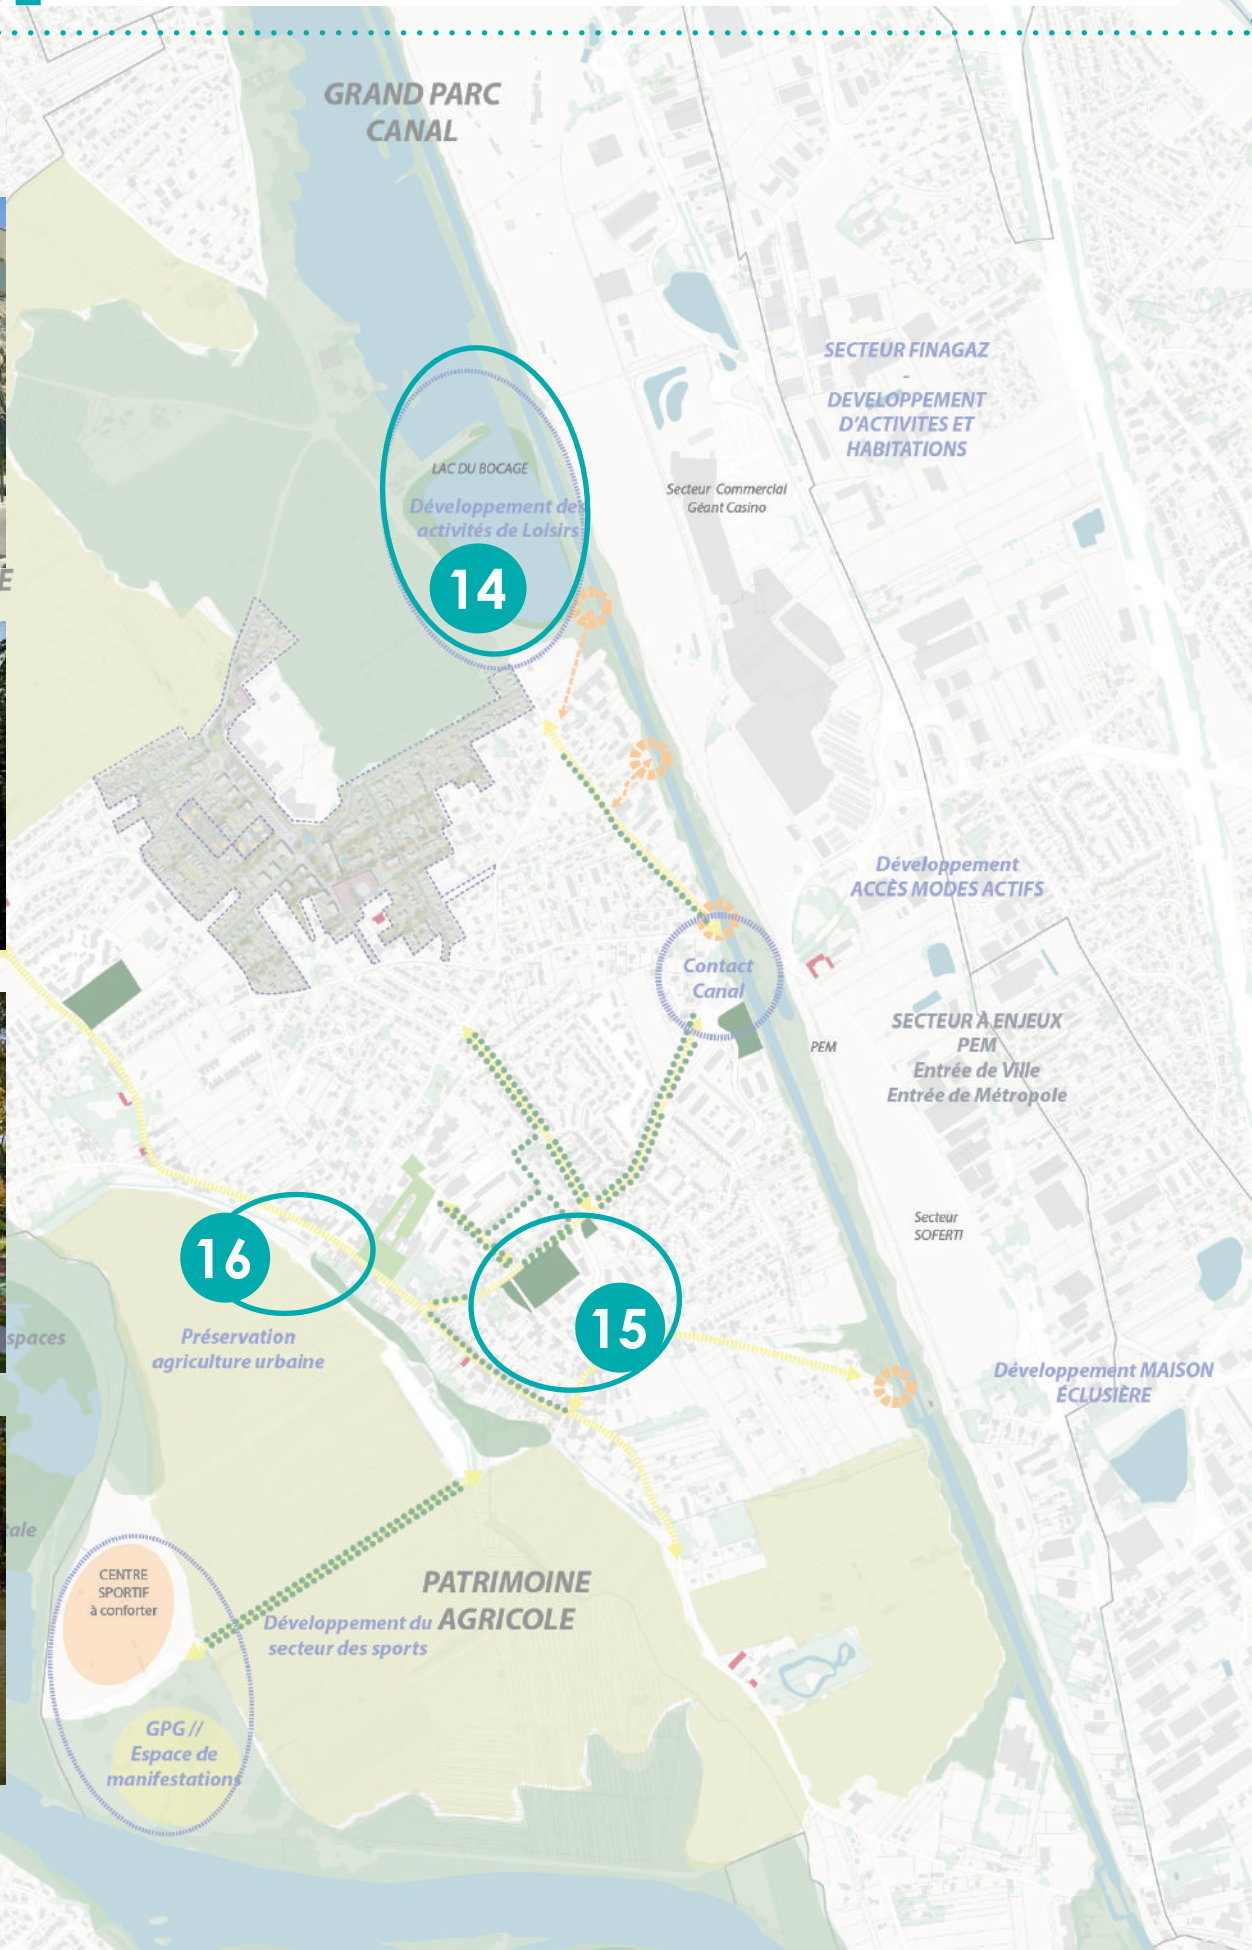 GRAND PARC
CANAL
SECTEUR FINAGAZ
-
DEVELOPPEMENT
D'ACTIVITES ET
HABITATIONS
LAC DU BOCAGE
Développement des
activités de Loisirs
14
Secteur Commercial
Géant Casino
E
Développement
ACCÈS MODES ACTIFS
Contact
Canal
PEM
SECTEUR À ENJEUX
PEM
Entrée de Ville
Entrée de Métropole
Secteur
SOFERTI
16
15
spaces
Préservation
agriculture urbaine
Développement MAISON
ÉCLUSIÈRE
tale
CENTRE
SPORTIF
à conforter
PATRIMOINE
AGRICOLE
Développement du
secteur des sports
GPG //
Espace de
manifestations